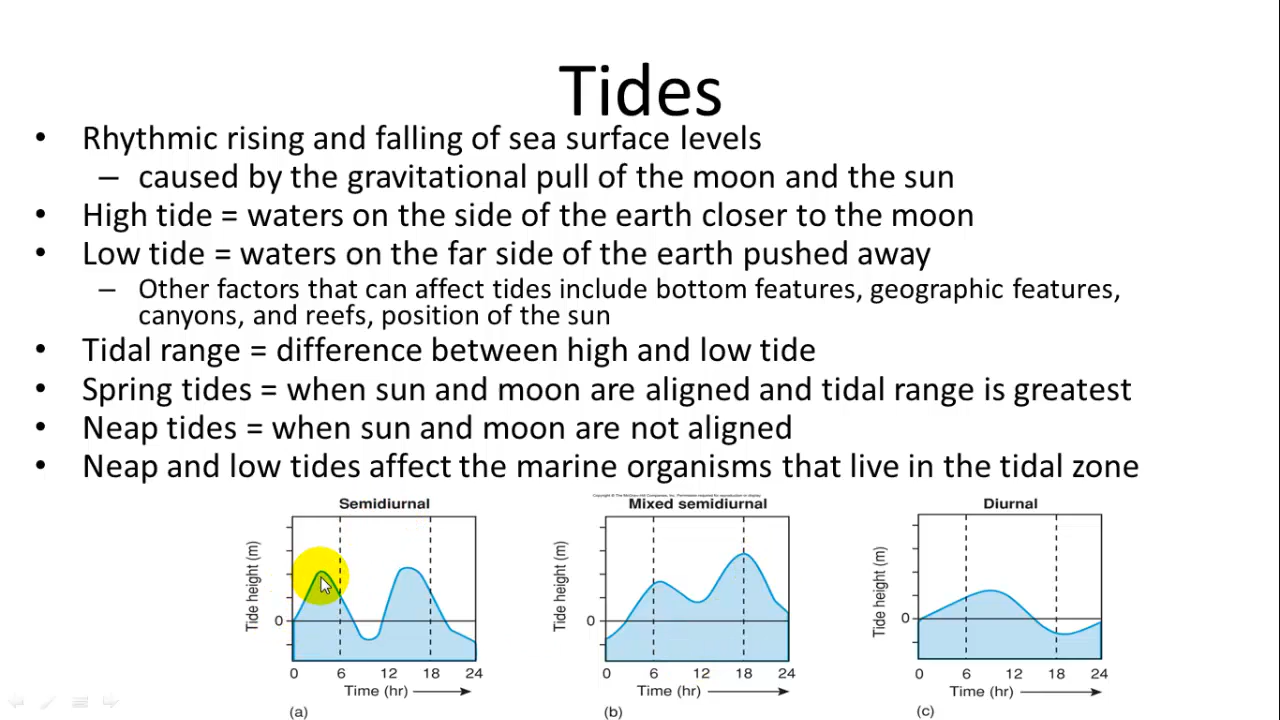 Tides
• Rhythmic rising and falling of sea surface levels
– caused by the gravitational pull of the moon and the sun
• High tide = waters on the side of the earth closer to the moon
• Low tide = waters on the far side of the earth pushed away
– Other factors that can affect tides include bottom features, geographic features,
canyons, and reefs, position of the sun
• Tidal range = difference between high and low tide
• Spring tides = when sun and moon are aligned and tidal range is greatest
• Neap tides = when sun and moon are not aligned
• Neap and low tides affect the marine organisms that live in the tidal zone
Copyright © The McGraw-Hill Companies, Inc. Permission required for reproduction or display.
Semidiurnal
Tide height (m)
0
0 6 12 18 24
Time (hr)
(a)
Mixed semidiurnal
Tide height (m)
0
0 6 12 18 24
Time (hr)
(b)
Diurnal
Tide height (m)
0
0 6 12 18 24
Time (hr)
(c)